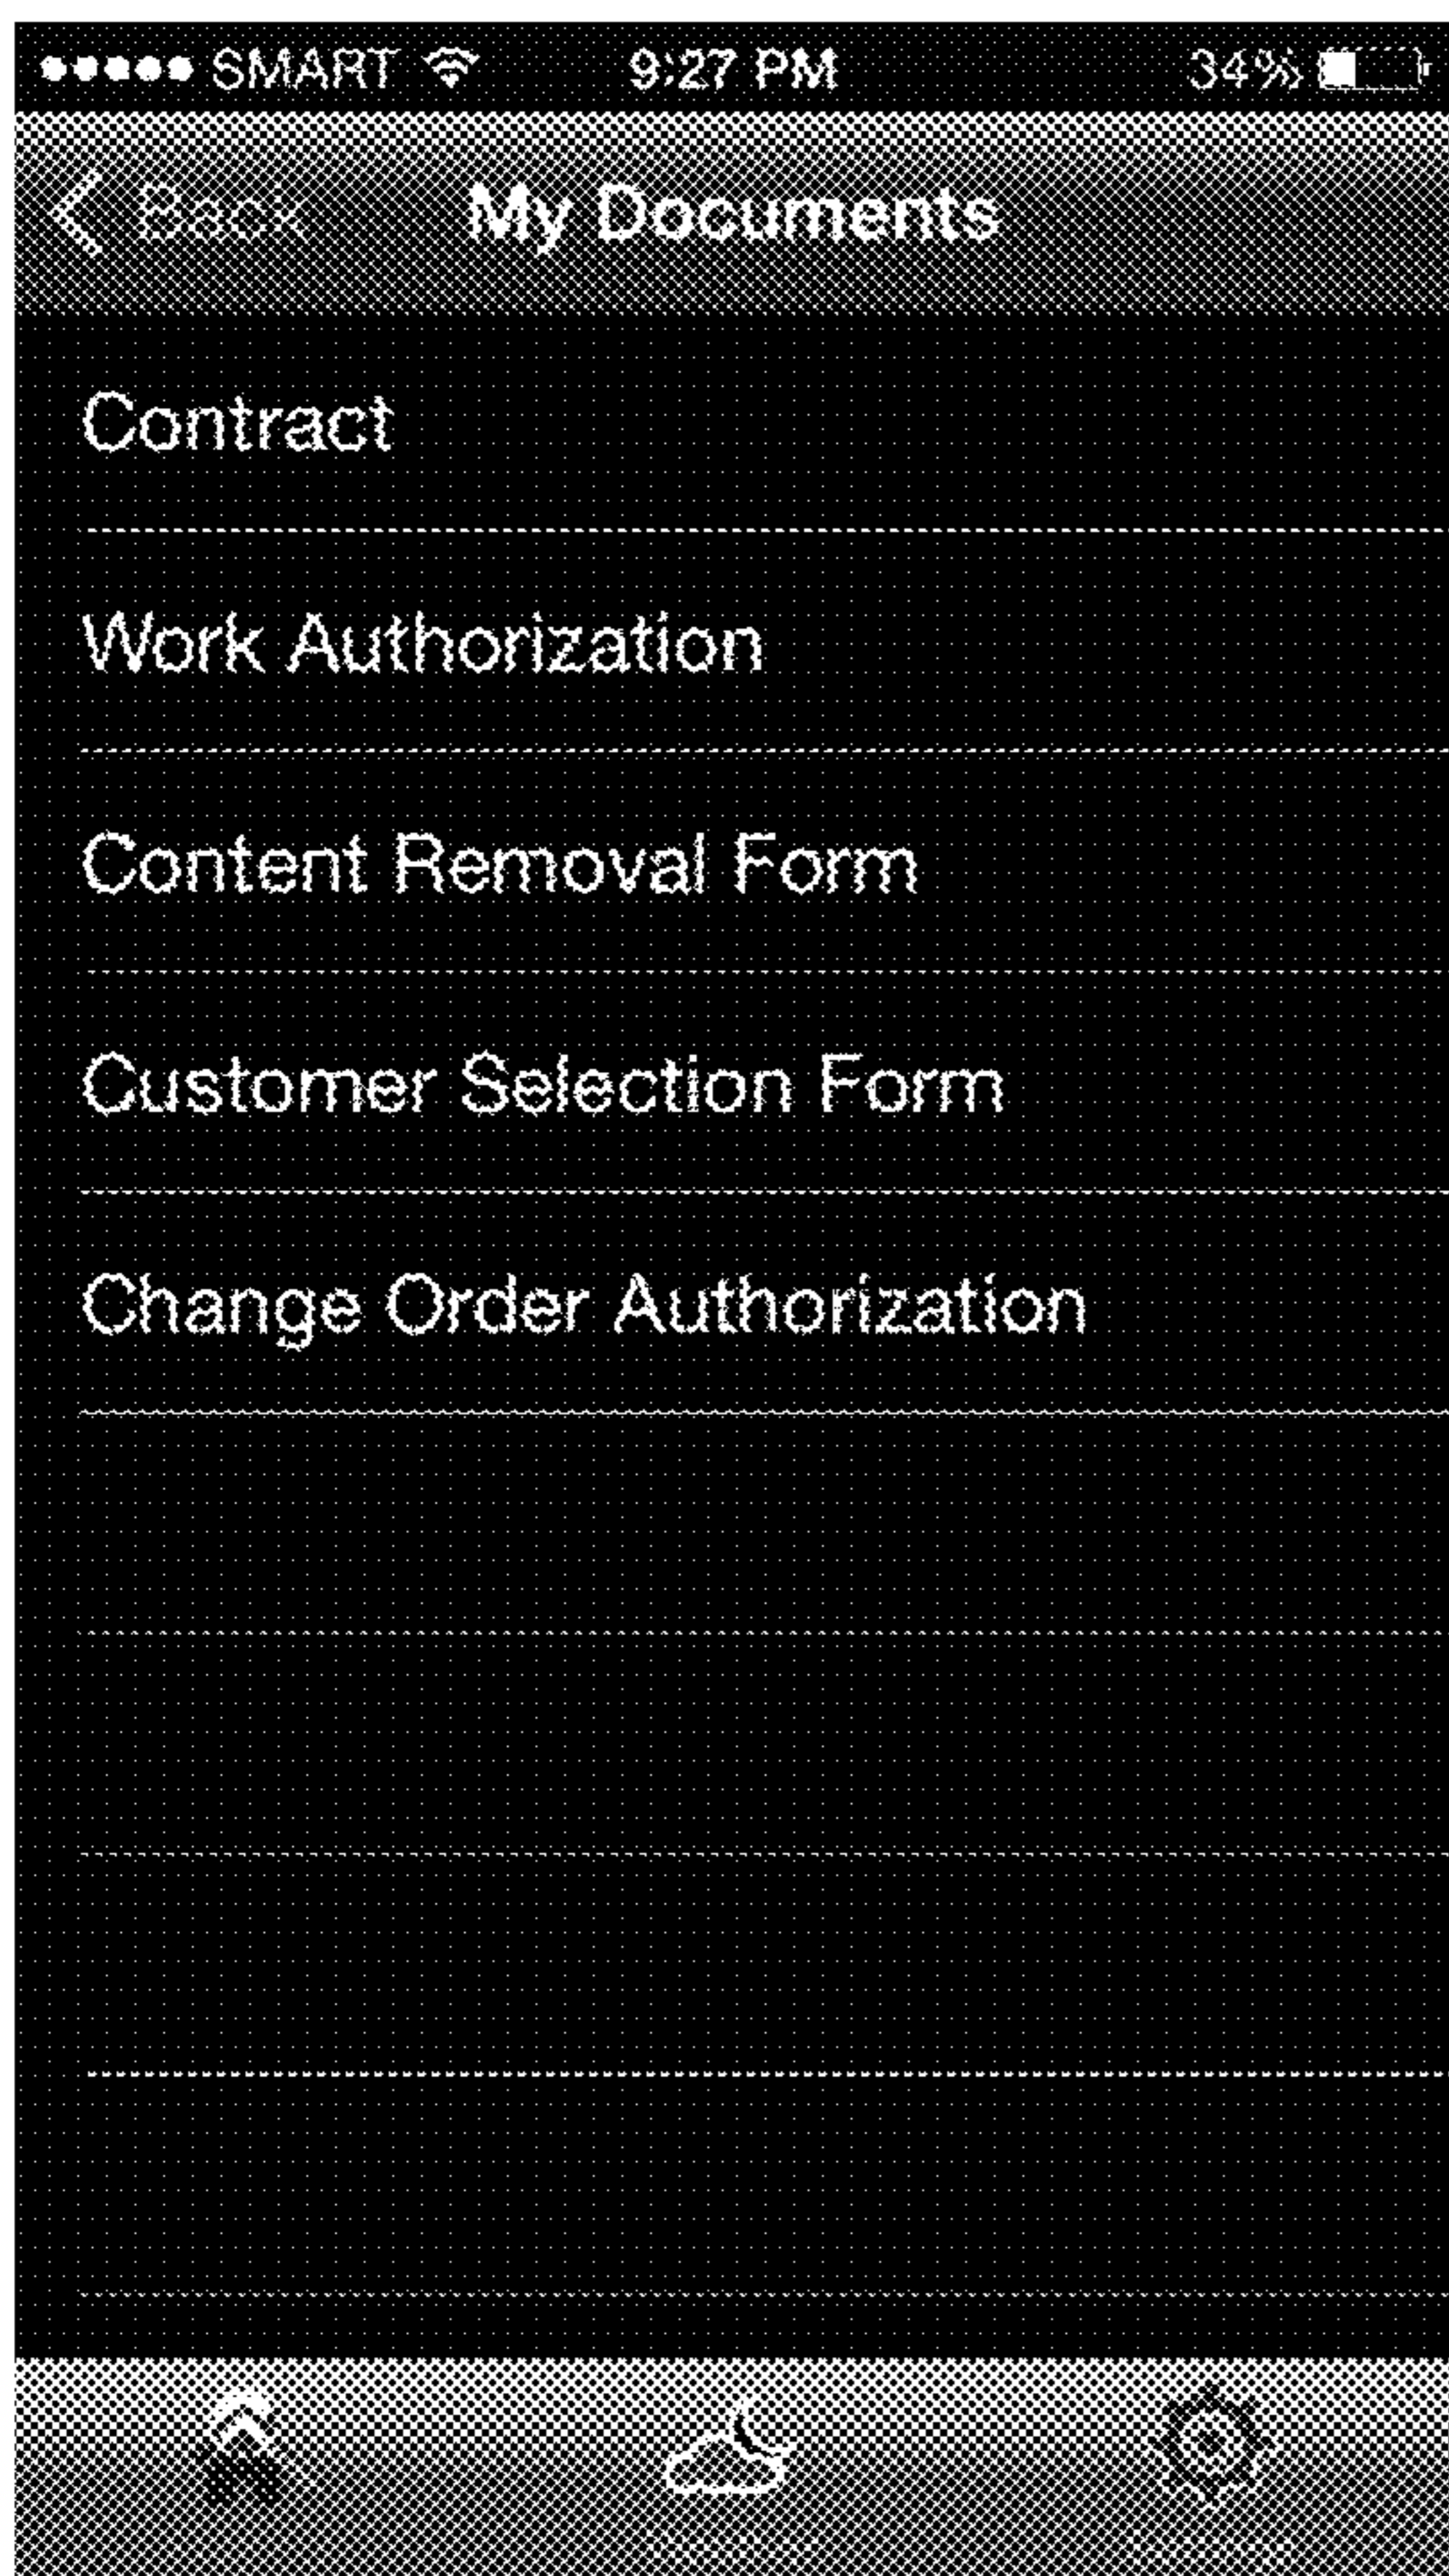 SMART 9:27 PM 34%
Back My Documents
Contract
Work Authorization
Content Removal Form
Customer Selection Form
Change Order Authorization